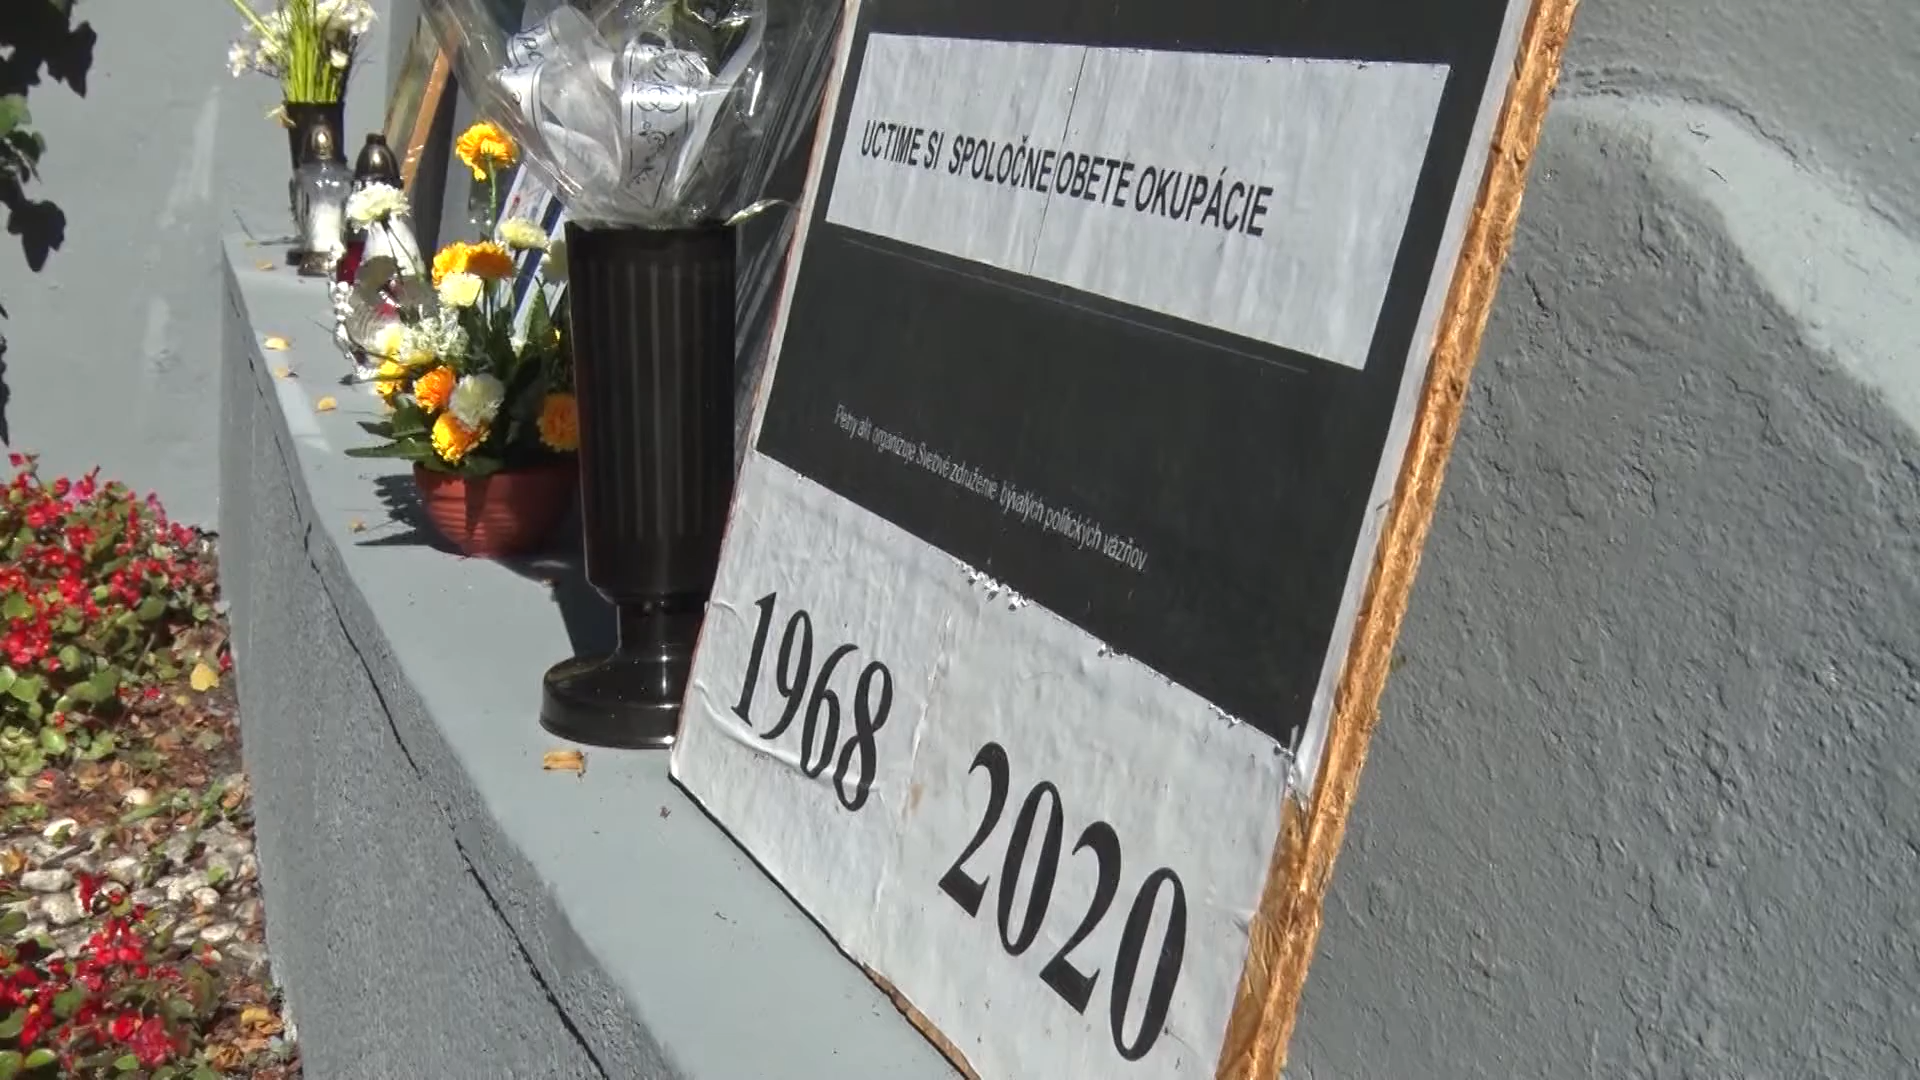 UCTIME SI SPOLOČNE OBETE OKUPÁCIE
Pietny akt organizuje Svetové združenie bývalých politických väzňov
1968
2020